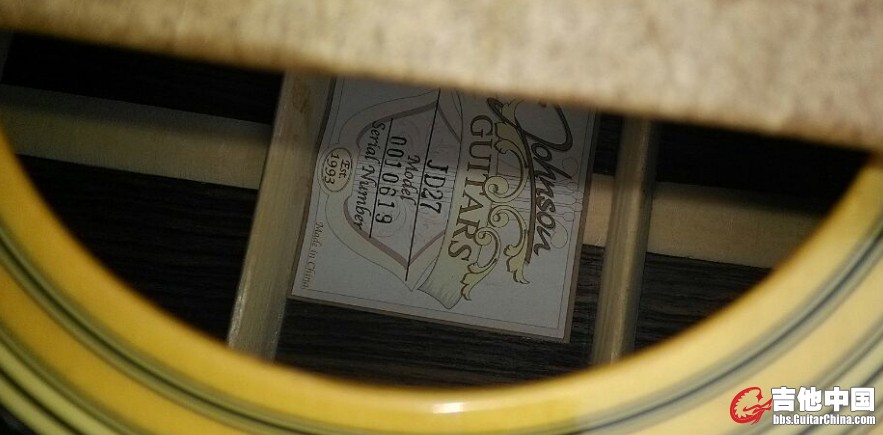 Johnson
GUITARS
JD27
Model
0010619
Serial Number
Est.
1993
Made in China
吉他中国
bbs.GuitarChina.com